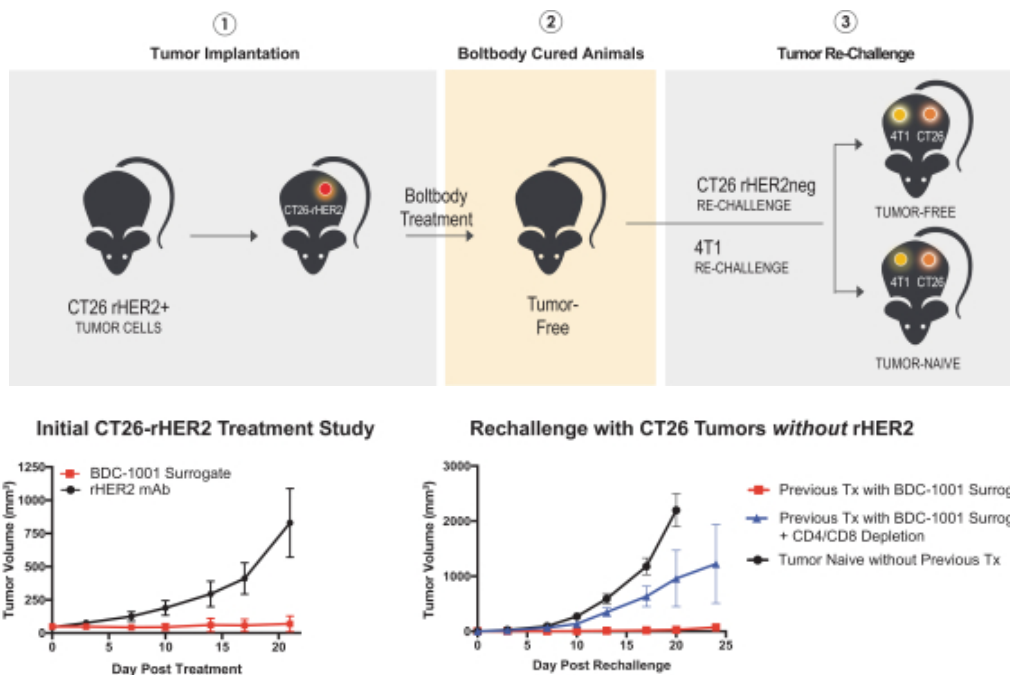 1
Tumor Implantation
2
Boltbody Cured Animals
3
Tumor Re-Challenge
CT26 rHER2+
TUMOR CELLS
CT26-rHER2
Boltbody
Treatment
Tumor-
Free
CT26 rHER2neg
RE-CHALLENGE
4T1
RE-CHALLENGE
4T1 CT26
TUMOR-FREE
4T1 CT26
TUMOR-NAIVE
Initial CT26-rHER2 Treatment Study
BDC-1001 Surrogate
rHER2 mAb
Tumor Volume (mm³)
1250
1000
750
500
250
0
0 5 10 15 20
Day Post Treatment
Rechallenge with CT26 Tumors without rHER2
Tumor Volume (mm³)
3000
2000
1000
0
0 5 10 15 20 25
Day Post Rechallenge
Previous Tx with BDC-1001 Surrog
Previous Tx with BDC-1001 Surrog
+ CD4/CD8 Depletion
Tumor Naive without Previous Tx